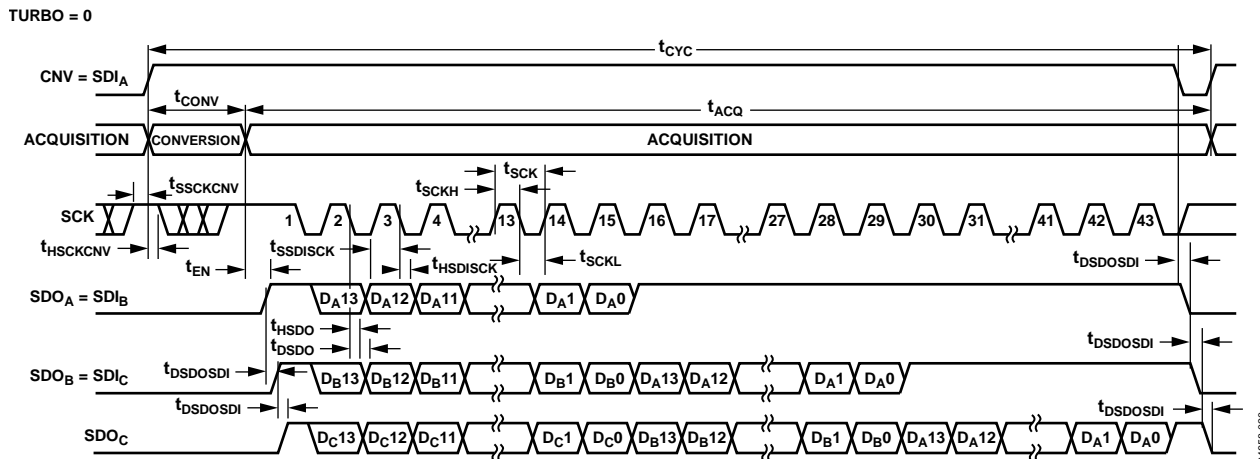 TURBO = 0
tCYC
CNV = SDIA
tCONV
tACQ
ACQUISITION CONVERSION ACQUISITION
tSSCKCNV
tSCK
tSCKH
SCK 1 2 3 4 13 14 15 16 17 27 28 29 30 31 41 42 43
tHSCKCNV
tSSDISCK
tEN
tHSDISCK
tSCKL
tDSDOSDI
SDOA = SDIB DA13 DA12 DA11 DA1 DA0
tHSDO
tDSDO
tDSDOSDI
tDSDOSDI
SDOB = SDIC DB13 DB12 DB11 DB1 DB0 DA13 DA12 DA1 DA0
tDSDOSDI
tDSDOSDI
SDOC DC13 DC12 DC11 DC1 DC0 DB13 DB12 DB1 DB0 DA13 DA12 DA1 DA0